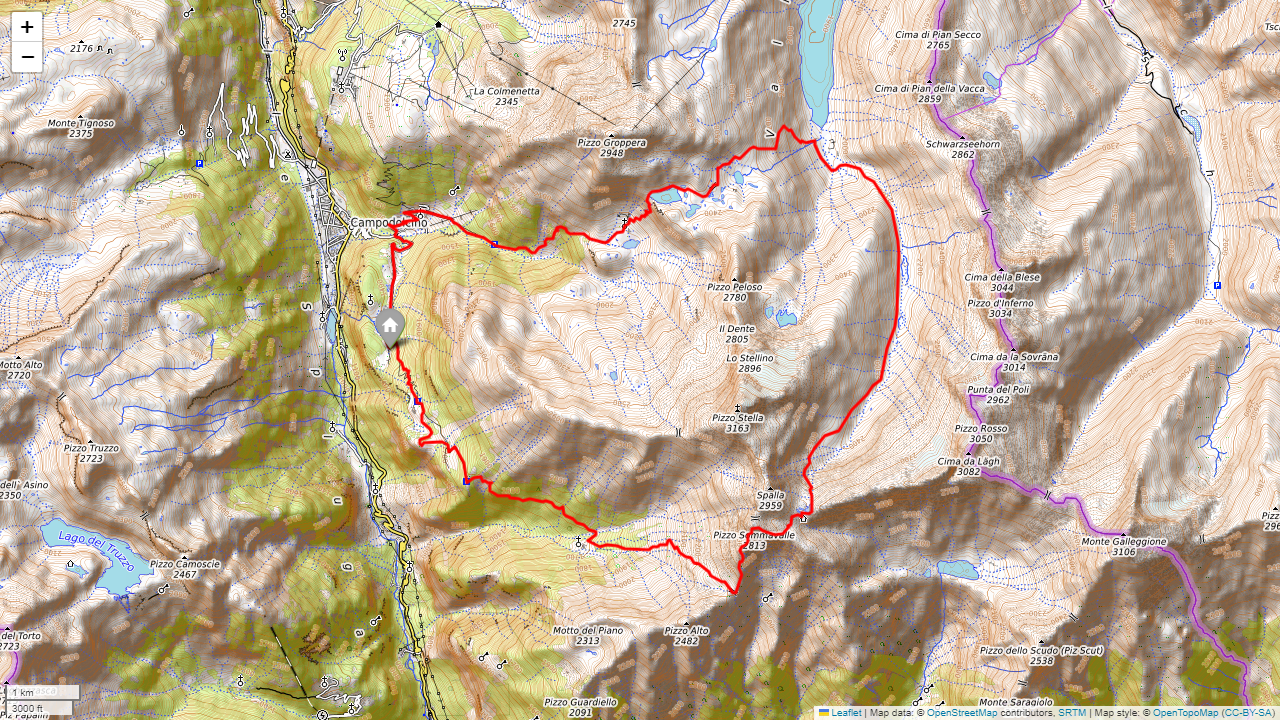 +
−
2745
2176
Cima di Pian Secco
2765
La Colmenetta
2345
Cima di Pian della Vacca
2859
Monte Tignoso
2375
Pizzo Groppera
2948
Schwarzseehorn
2862
Campodolcino
Pizzo Peloso
2780
Cima della Blese
3044
Pizzo d'Inferno
3034
Il Dente
2805
Lo Stellino
2896
Cima da la Sovrâna
3014
Motto Alto
2720
Punta del Poli
2962
Pizzo Stella
3163
Pizzo Rosso
3050
Pizzo Truzzo
2723
Cima da Lägh
3082
dell' Asino
2350
Spalla
2959
Pizzo Sommavalle
2813
Lago del Truzzo
Monte Galleggione
3106
Pizzo Camoscie
2467
Motto del Piano
2313
Pizzo Alto
2482
del Torto
2723
Pizzo dello Scudo (Piz Scut)
2538
Pizzo Guardiello
2091
Monte Saragiolo
1 km
3000 ft
Leaflet | Map data: © OpenStreetMap contributors, SRTM | Map style: © OpenTopoMap (CC-BY-SA)